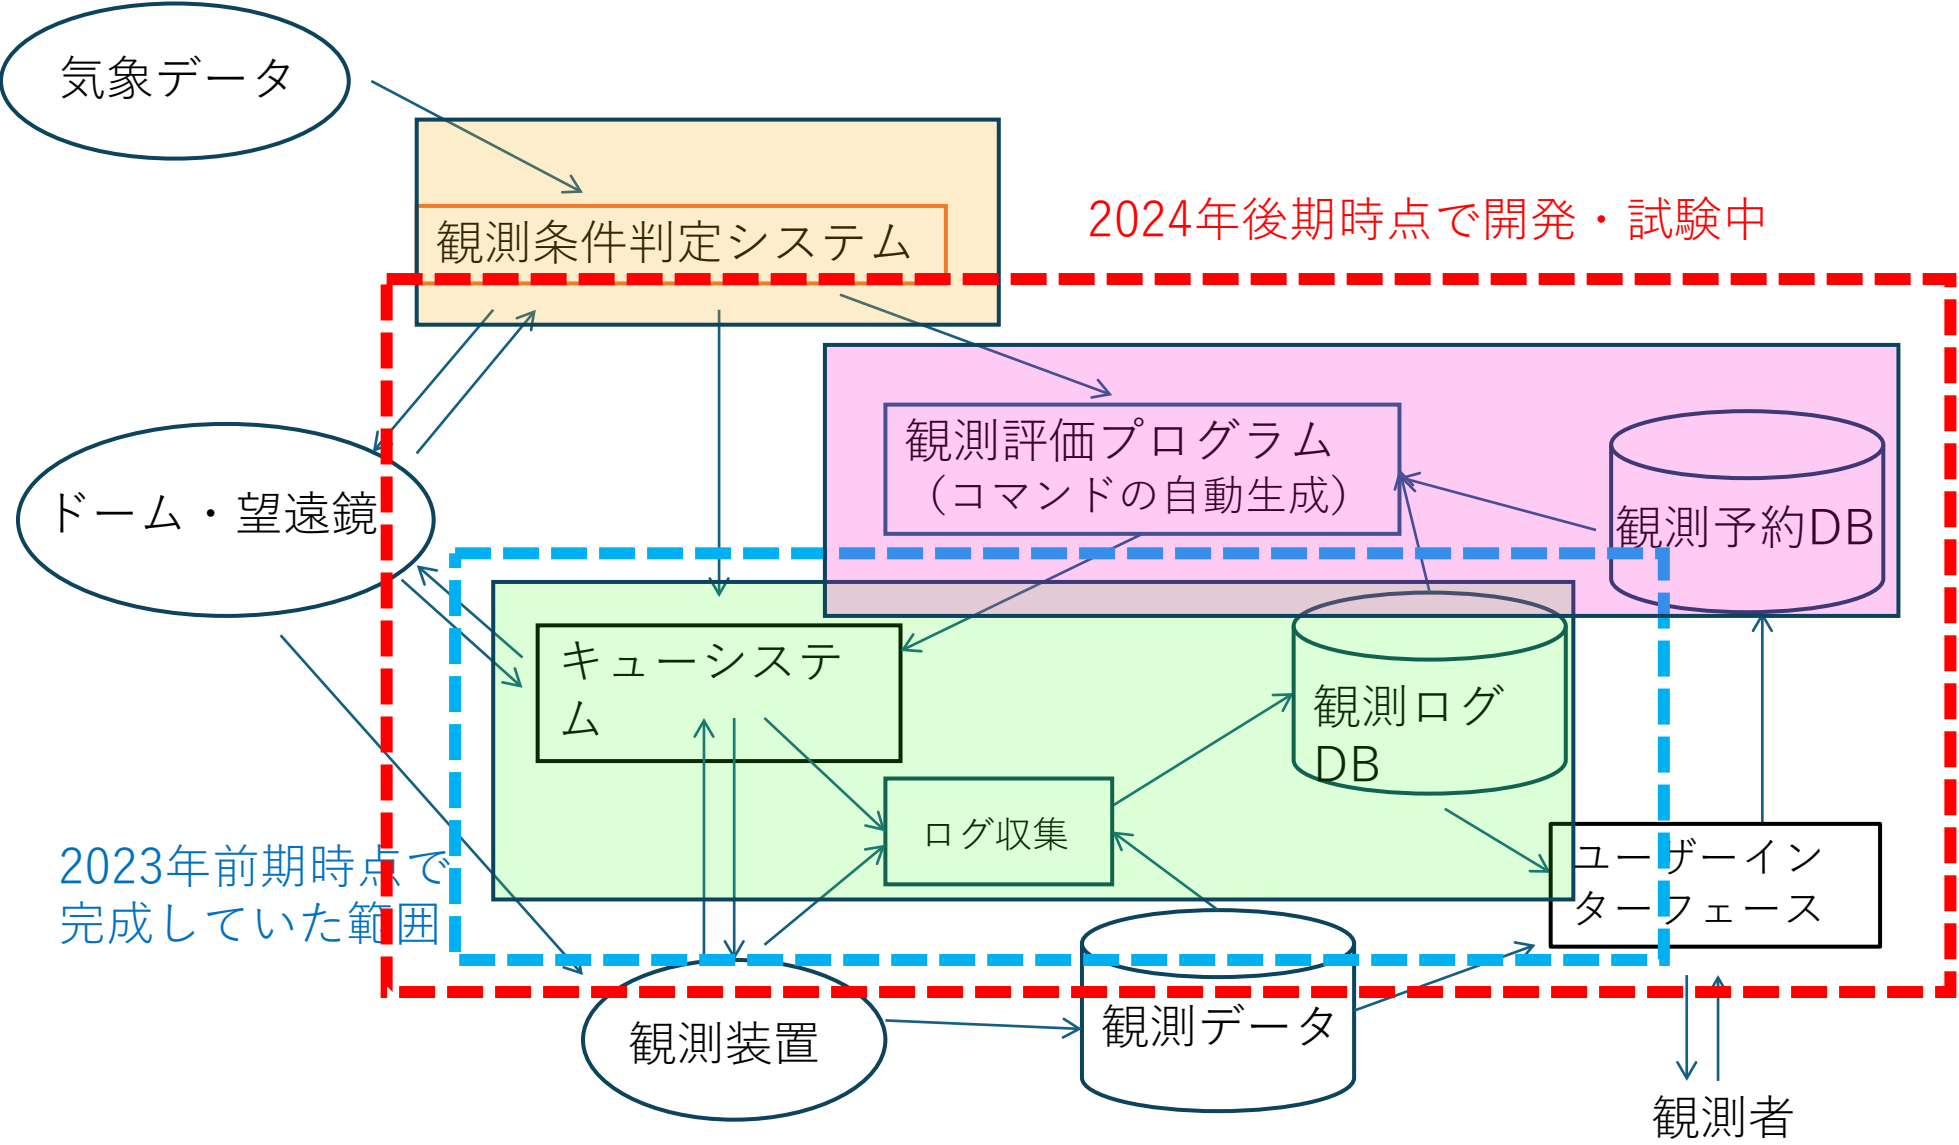 気象データ
観測条件判定システム
2024年後期時点で開発・試験中
観測評価プログラム
（コマンドの自動生成）
ドーム・望遠鏡
観測予約DB
キューシステ
ム
観測ログ
DB
ログ収集
2023年前期時点で
完成していた範囲
ユーザーイン
ターフェース
観測装置
観測データ
観測者